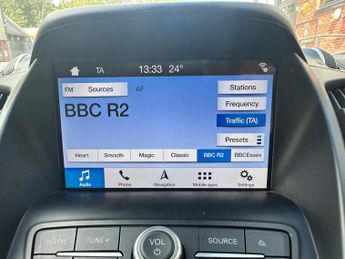 TA 13:33 24°
FM Sources AF Stations
BBC R2
Frequency
Traffic (TA)
Presets
Heart Smooth Magic Classic BBC R2 BBCEssex
Audio Phone Navigation Mobile apps Settings
TUNE TUNE + VOL SOURCE